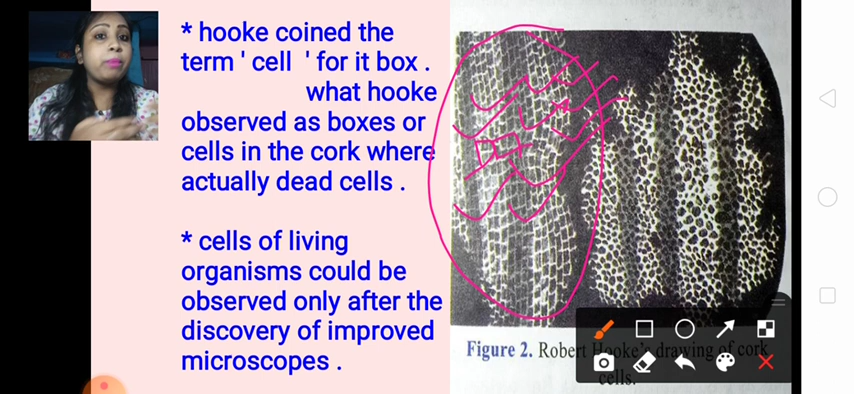 * hooke coined the
term ' cell ' for it box .
what hooke
observed as boxes or
cells in the cork where
actually dead cells .
* cells of living
organisms could be
observed only after the
discovery of improved
microscopes .
Figure 2. Robert Hooke's drawing of cork
cells.